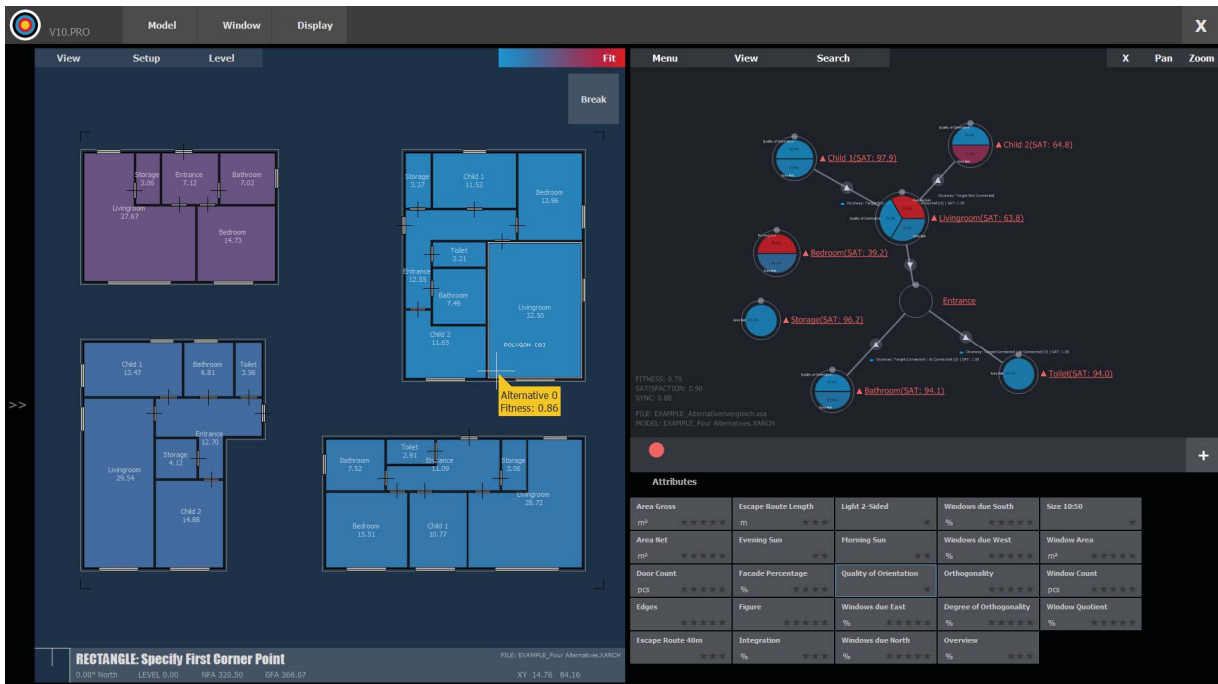 V10.PRO
Model Window Display
X
View Setup Level
Fit
Break
Storage
3.06
Entrance
7.12
Bathroom
7.02
Livingroom
27.67
Bedroom
14.73
Storage
3.37
Child 1
11.53
Bedroom
13.96
Toilet
3.21
Entrance
12.55
Bathroom
7.49
Livingroom
32.50
Child 2
11.65
POLYGON [0]
Alternative 0
Fitness: 0.86
Child 1
13.47
Bathroom
6.81
Toilet
3.56
Entrance
12.70
Storage
4.12
Livingroom
29.54
Child 2
14.88
Bathroom
7.52
Toilet
2.91
Entrance
11.09
Storage
3.06
Livingroom
28.72
Bedroom
15.51
Child 1
10.77
>>
RECTANGLE: Specify First Corner Point
FILE: EXAMPLE_Four Alternatives.XARCH
0.00° North LEVEL 0.00 NFA 320.50 GFA 366.07
XY 14.76 84.16
Menu View Search
X Pan Zoom
Child 1(SAT: 97.9)
Child 2(SAT: 64.8)
Livingroom(SAT: 63.8)
Bedroom(SAT: 39.2)
Entrance
Storage(SAT: 96.2)
Toilet(SAT: 94.0)
Bathroom(SAT: 94.1)
FITNESS: 0.79
SATISFACTION: 0.90
SYNC: 0.88
FILE: EXAMPLE_Alternativenvergleich.xsa
MODEL: EXAMPLE_Four Alternatives.XARCH
+
Attributes
Area Gross
m²
Escape Route Length
m
Light 2-Sided
Windows due South
%
Size 10:50
Area Net
m²
Evening Sun
Morning Sun
Windows due West
%
Window Area
m²
Door Count
pcs
Facade Percentage
%
Quality of Orientation
Orthogonality
Window Count
pcs
Edges
Figure
Windows due East
%
Degree of Orthogonality
%
Window Quotient
%
Escape Route 40m
Integration
%
Windows due North
%
Overview
%